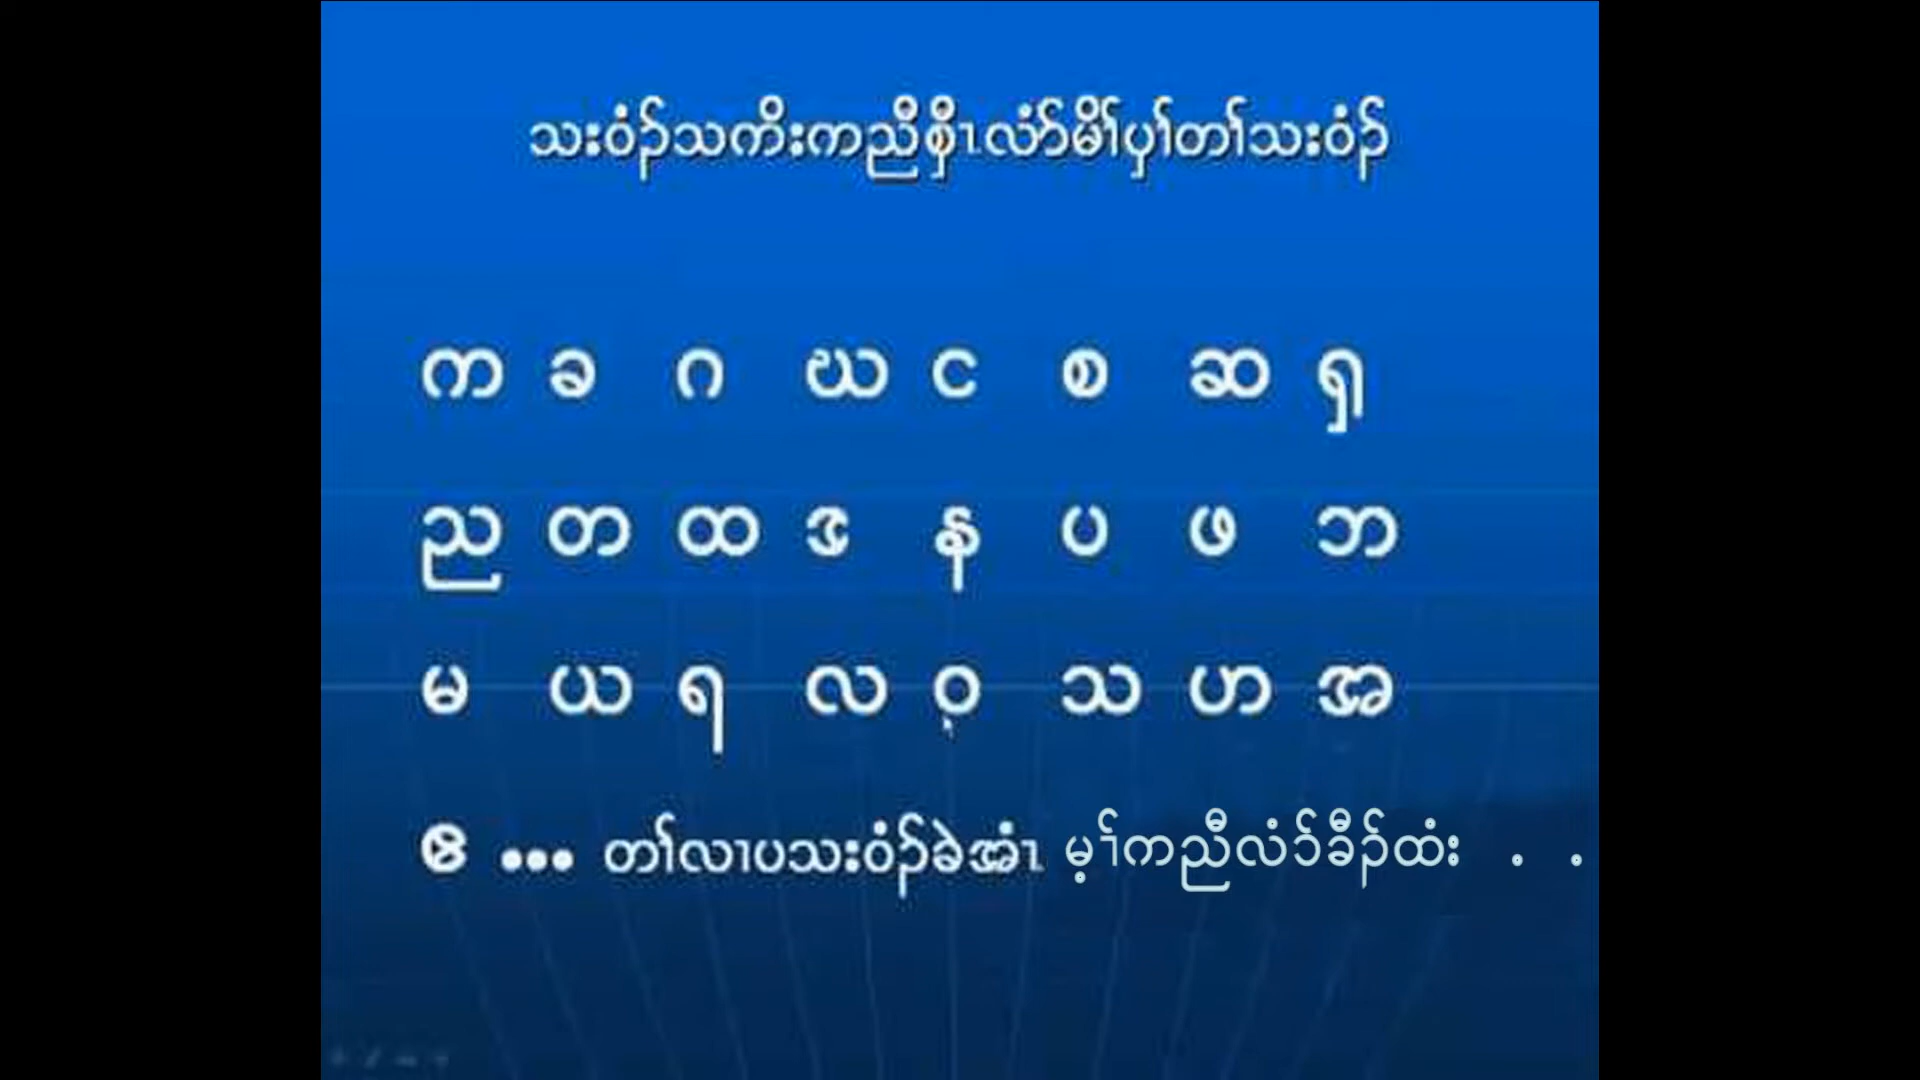 သးဝံၣ်သကိးကညီစှီၤလံာ်မိၢ်ပှၢ်တၢ်သးဝံၣ်
က ခ ဂ ဃ င စ ဆ ၡ
ည တ ထ ဒ န ပ ဖ ဘ
မ ယ ရ လ ဝ သ ဟ အ
ဧ ... တၢ်လၢပသးဝံၣ်ခဲအံၤ မ့ၢ်ကညီလံာ်ခီၣ်ထံး . .